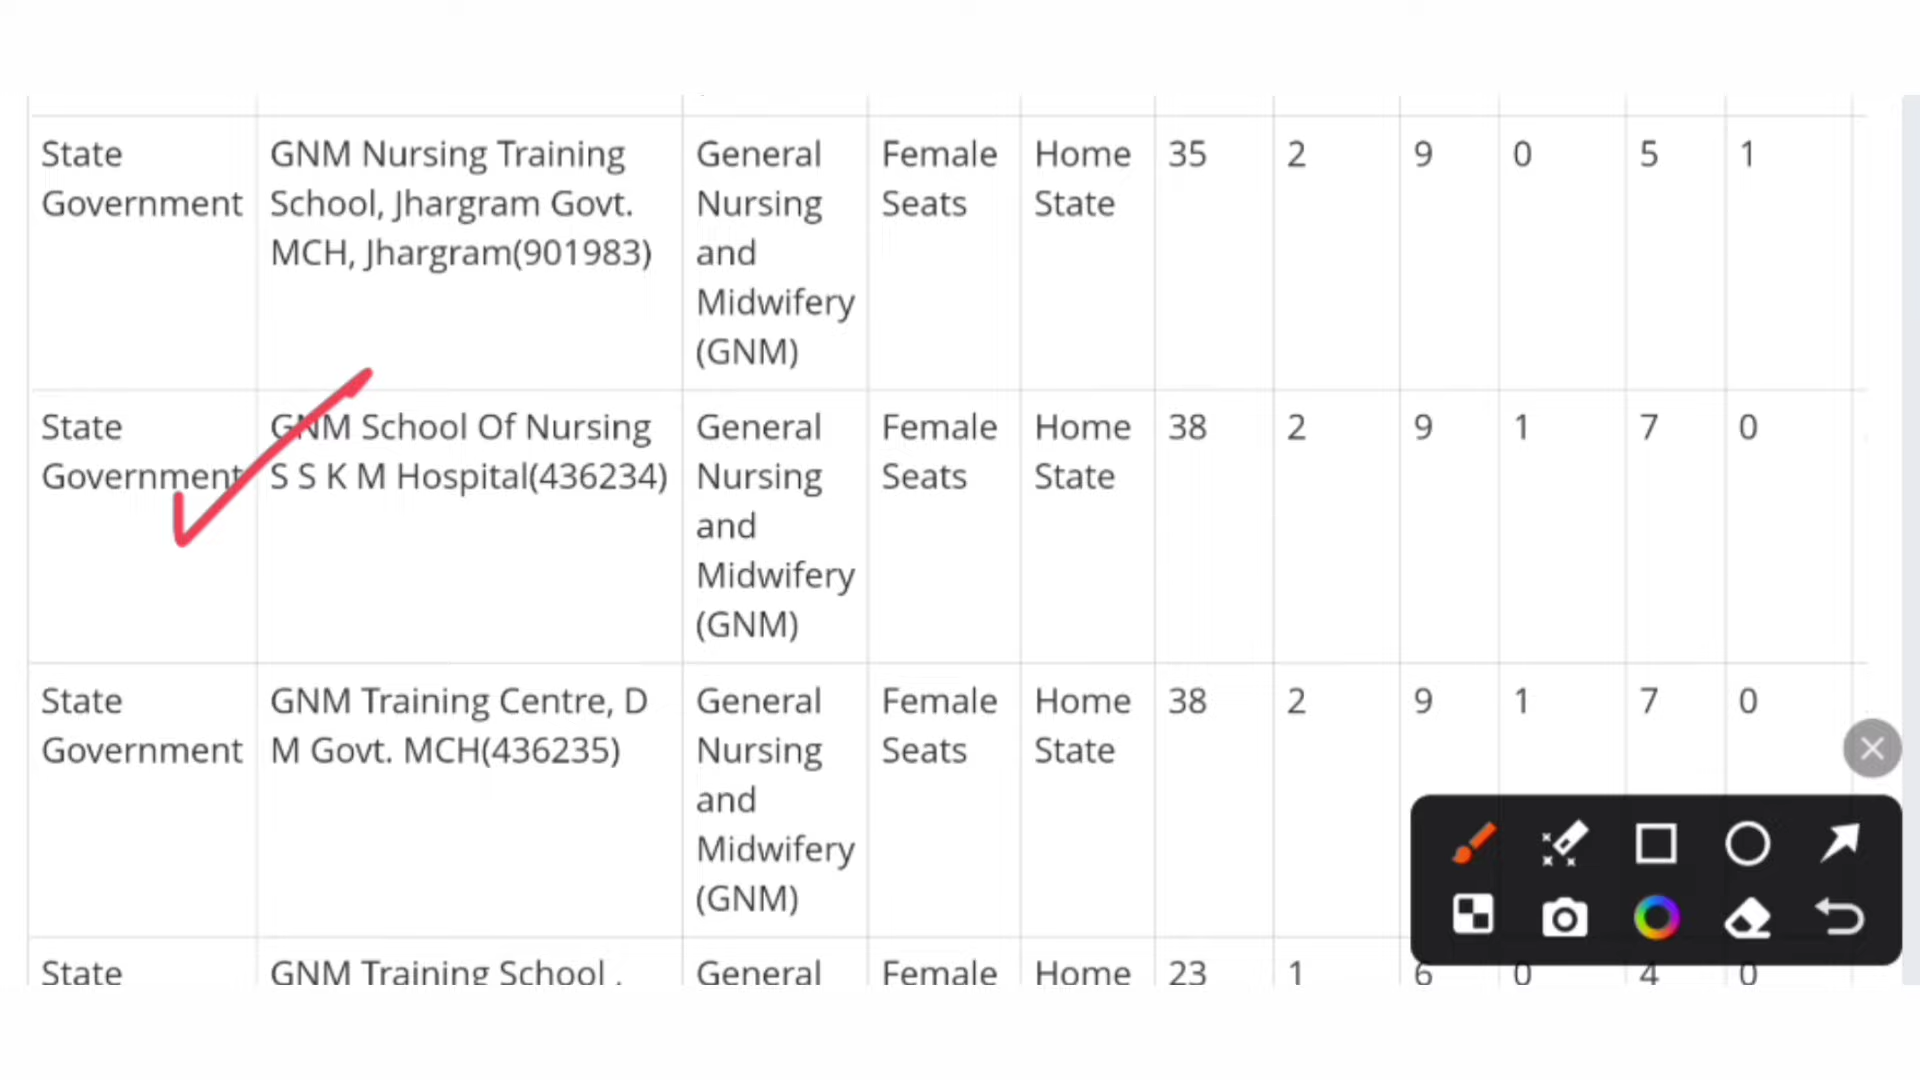 State Government GNM Nursing Training School, Jhargram Govt. MCH, Jhargram(901983) General Nursing and Midwifery (GNM) Female Seats Home State 35 2 9 0 5 1
State Government GNM School Of Nursing S S K M Hospital(436234) General Nursing and Midwifery (GNM) Female Seats Home State 38 2 9 1 7 0
State Government GNM Training Centre, D M Govt. MCH(436235) General Nursing and Midwifery (GNM) Female Seats Home State 38 2 9 1 7 0
State GNM Training School , General Female Home 23 1 6 0 4 0